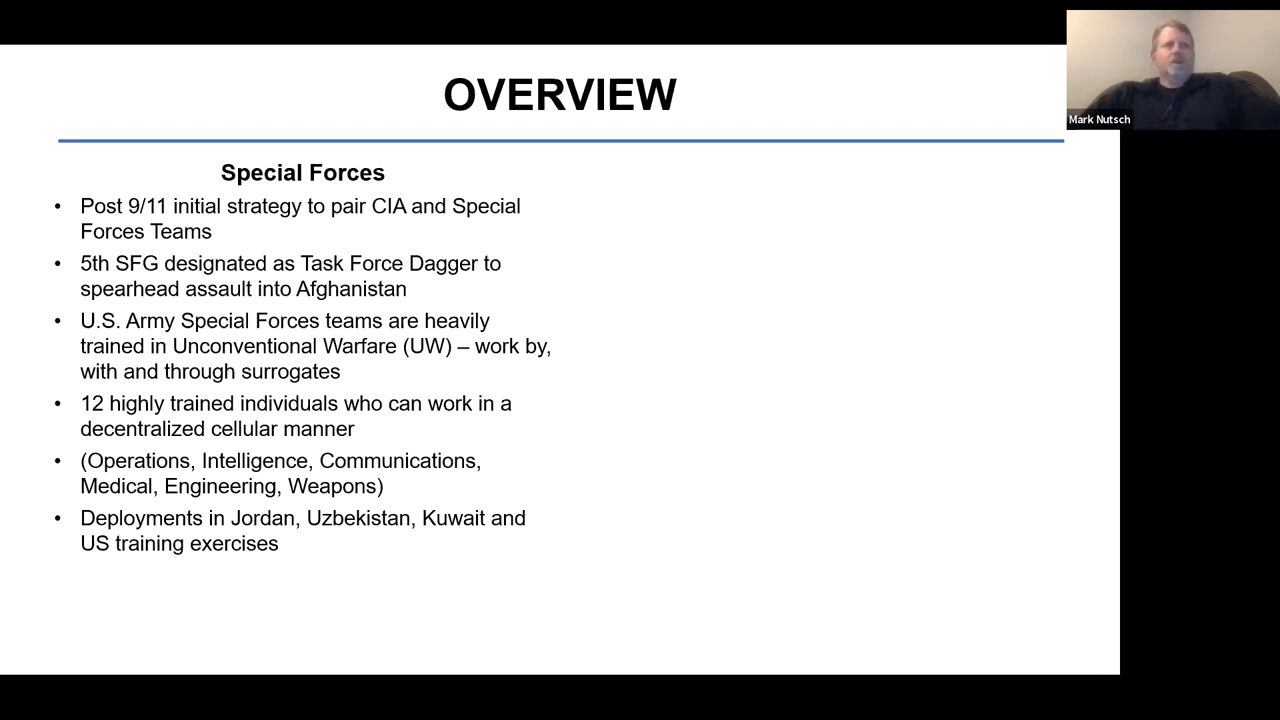 OVERVIEW
Mark Nutsch
Special Forces
• Post 9/11 initial strategy to pair CIA and Special
Forces Teams
• 5th SFG designated as Task Force Dagger to
spearhead assault into Afghanistan
• U.S. Army Special Forces teams are heavily
trained in Unconventional Warfare (UW) – work by,
with and through surrogates
• 12 highly trained individuals who can work in a
decentralized cellular manner
• (Operations, Intelligence, Communications,
Medical, Engineering, Weapons)
• Deployments in Jordan, Uzbekistan, Kuwait and
US training exercises